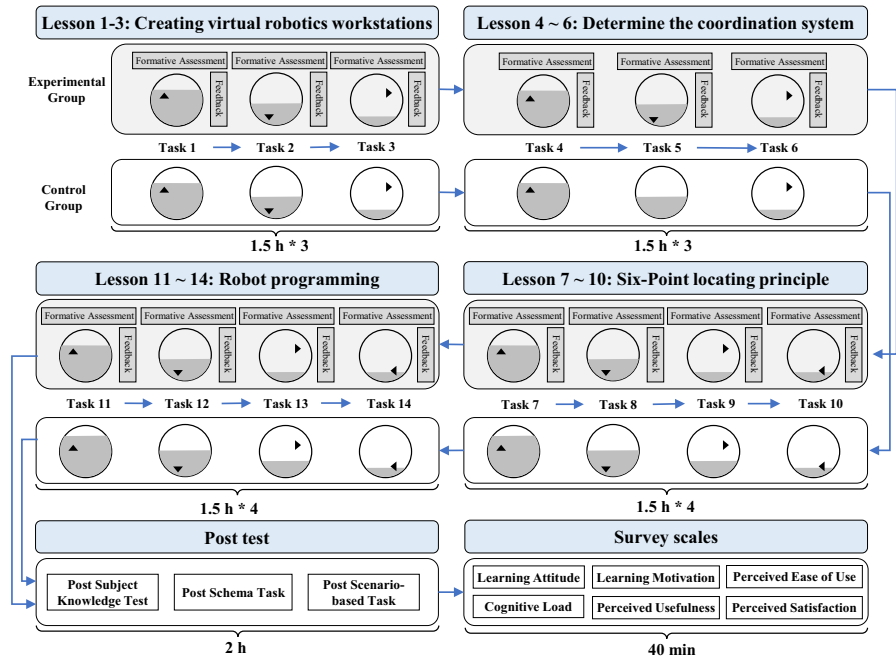 Lesson 1-3: Creating virtual robotics workstations
Lesson 4 ~ 6: Determine the coordination system
Experimental
Group
Formative Assessment
Formative Assessment
Formative Assessment
Feedback
Feedback
Feedback
Formative Assessment
Formative Assessment
Formative Assessment
Feedback
Feedback
Feedback
Task 1
Task 2
Task 3
Task 4
Task 5
Task 6
Control
Group
1.5 h * 3
1.5 h * 3
Lesson 11 ~ 14: Robot programming
Lesson 7 ~ 10: Six-Point locating principle
Formative Assessment
Formative Assessment
Formative Assessment
Formative Assessment
Feedback
Feedback
Feedback
Feedback
Formative Assessment
Formative Assessment
Formative Assessment
Formative Assessment
Feedback
Feedback
Feedback
Feedback
Task 11
Task 12
Task 13
Task 14
Task 7
Task 8
Task 9
Task 10
1.5 h * 4
1.5 h * 4
Post test
Survey scales
Post Subject
Knowledge Test
Post Schema Task
Post Scenario-
based Task
Learning Attitude
Learning Motivation
Perceived Ease of Use
Cognitive Load
Perceived Usefulness
Perceived Satisfaction
2 h
40 min